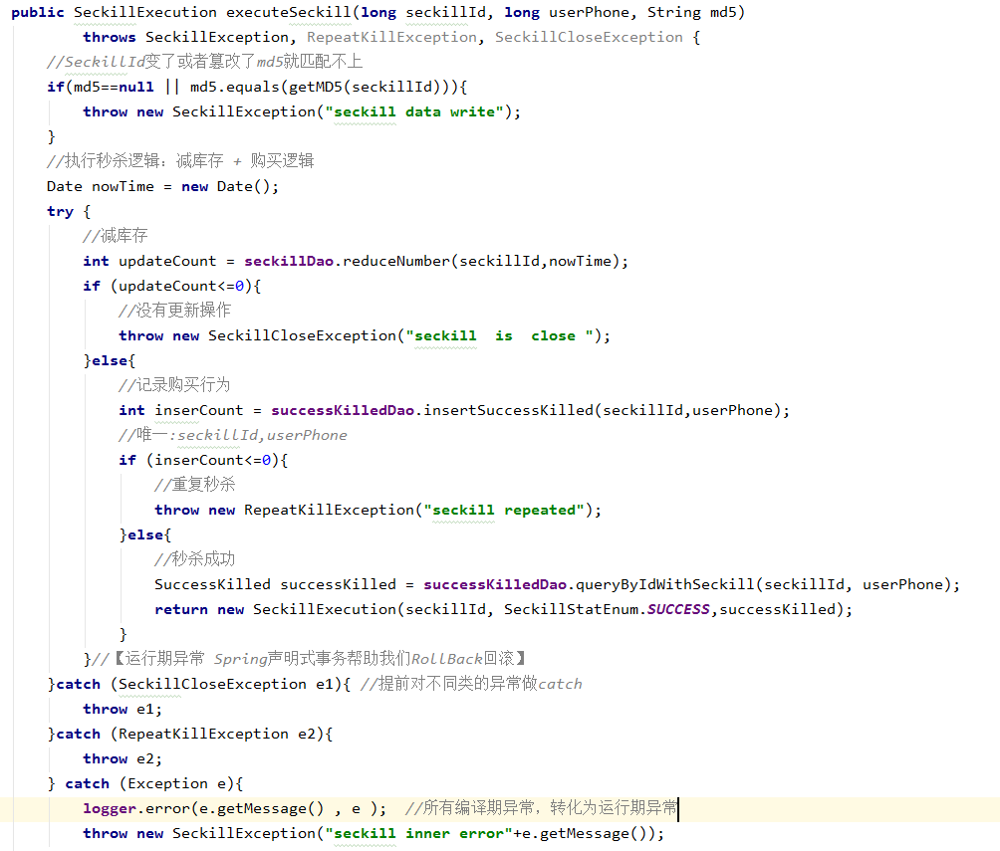 public SeckillExecution executeSeckill(long seckillId, long userPhone, String md5)
        throws SeckillException, RepeatKillException, SeckillCloseException {
    //SeckillId变了或者篡改了md5就匹配不上
    if(md5==null || md5.equals(getMD5(seckillId))){
        throw new SeckillException("seckill data write");
    }
    //执行秒杀逻辑：减库存 + 购买逻辑
    Date nowTime = new Date();
    try {
        //减库存
        int updateCount = seckillDao.reduceNumber(seckillId,nowTime);
        if (updateCount<=0){
            //没有更新操作
            throw new SeckillCloseException("seckill  is  close ");
        }else{
            //记录购买行为
            int inserCount = successKilledDao.insertSuccessKilled(seckillId,userPhone);
            //唯一:seckillId,userPhone
            if (inserCount<=0){
                //重复秒杀
                throw new RepeatKillException("seckill repeated");
            }else{
                //秒杀成功
                SuccessKilled successKilled = successKilledDao.queryByIdWithSeckill(seckillId, userPhone);
                return new SeckillExecution(seckillId, SeckillStatEnum.SUCCESS,successKilled);
            }
        }//【运行期异常 Spring声明式事务帮助我们RollBack回滚】
    }catch (SeckillCloseException e1){ //提前对不同类的异常做catch
        throw e1;
    }catch (RepeatKillException e2){
        throw e2;
    } catch (Exception e){
        logger.error(e.getMessage() , e );  //所有编译期异常，转化为运行期异常
        throw new SeckillException("seckill inner error"+e.getMessage());